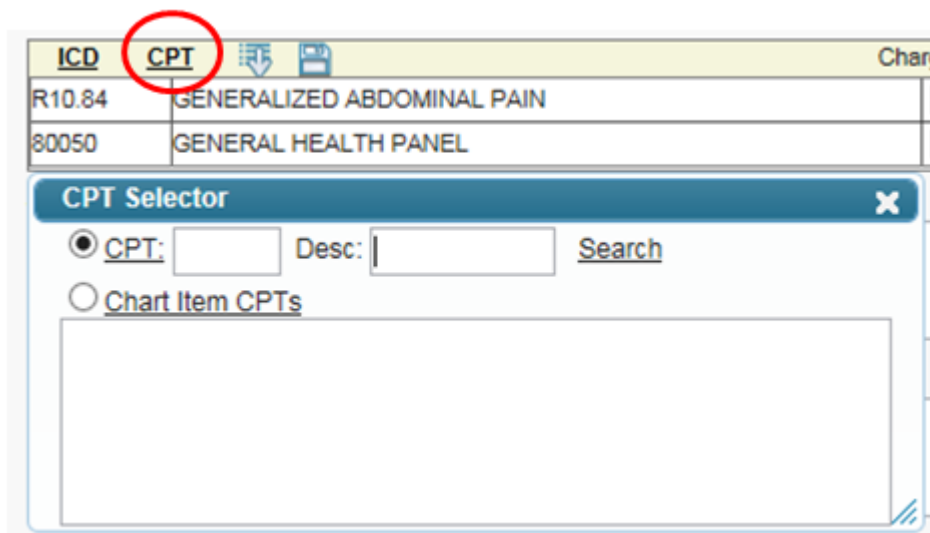 ICD CPT
R10.84 GENERALIZED ABDOMINAL PAIN
80050 GENERAL HEALTH PANEL
CPT Selector
CPT: Desc: Search
Chart Item CPTs